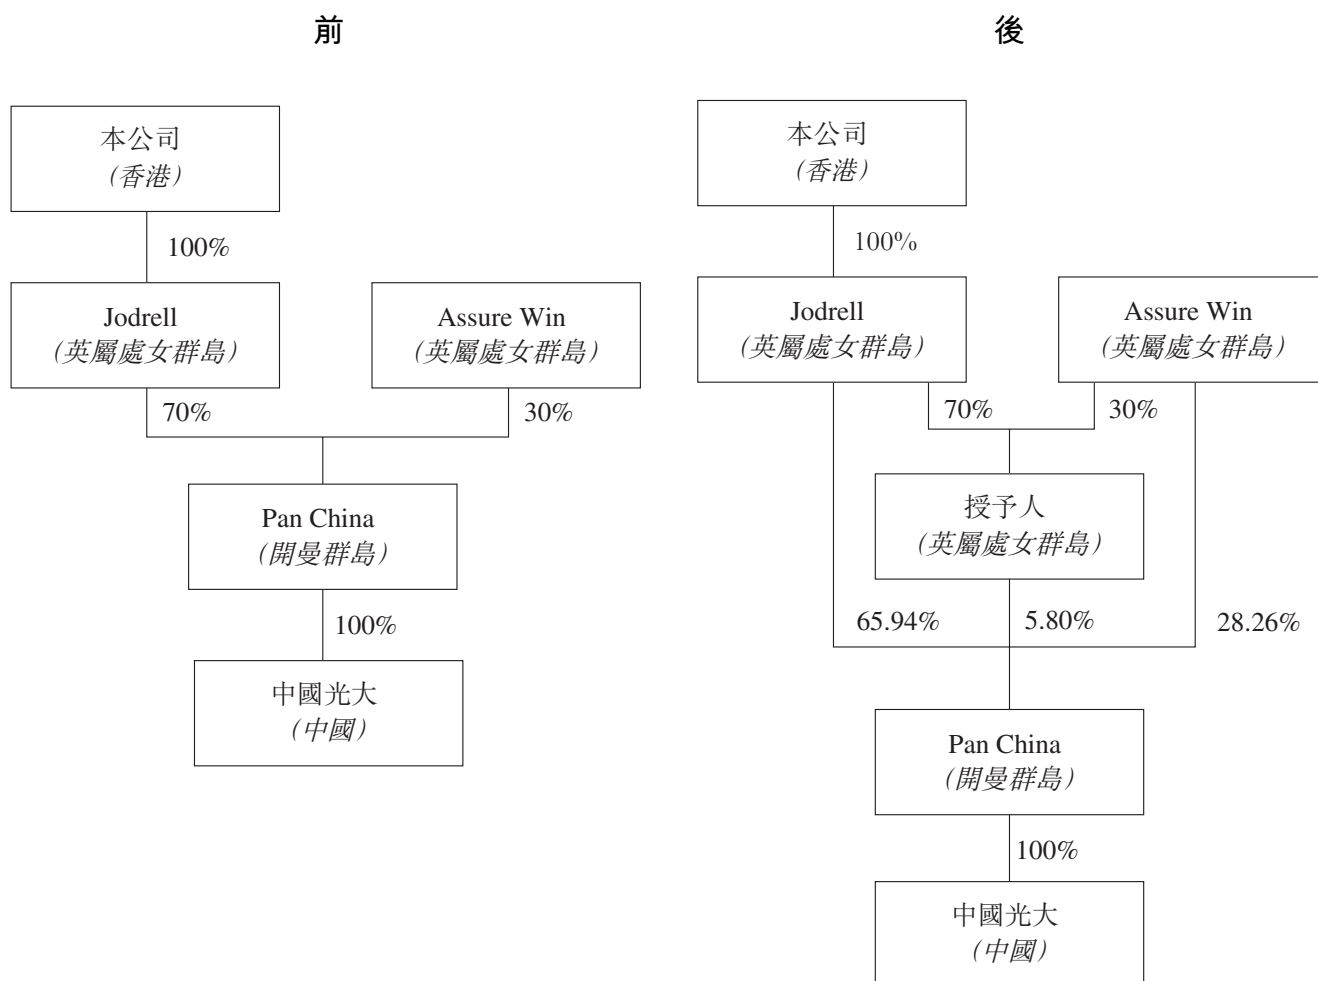 前
本公司
(香港)
100%
Jodrell
(英屬處女群島)
Assure Win
(英屬處女群島)
70%
30%
Pan China
(開曼群島)
100%
中國光大
(中國)
後
本公司
(香港)
100%
Jodrell
(英屬處女群島)
Assure Win
(英屬處女群島)
70%
30%
授予人
(英屬處女群島)
65.94%
5.80%
28.26%
Pan China
(開曼群島)
100%
中國光大
(中國)